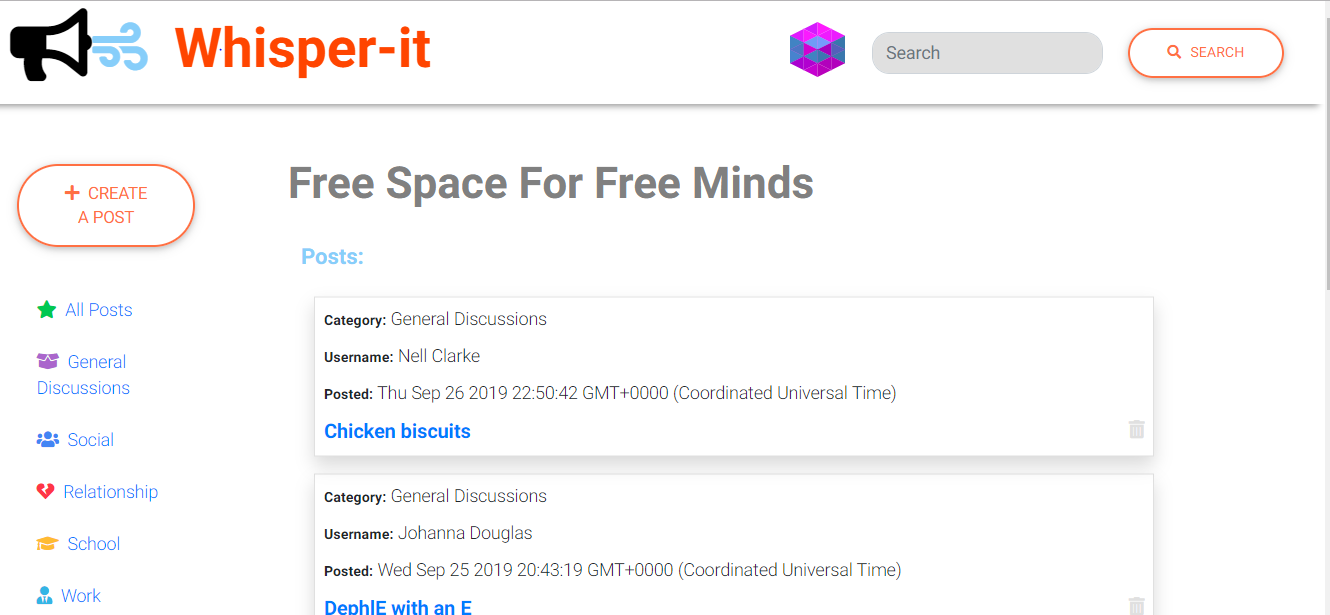 Whisper-it
Search
SEARCH
CREATE
A POST
All Posts
General
Discussions
Social
Relationship
School
Work
Free Space For Free Minds
Posts:
Category: General Discussions
Username: Nell Clarke
Posted: Thu Sep 26 2019 22:50:42 GMT+0000 (Coordinated Universal Time)
Chicken biscuits
Category: General Discussions
Username: Johanna Douglas
Posted: Wed Sep 25 2019 20:43:19 GMT+0000 (Coordinated Universal Time)
DephlE with an E